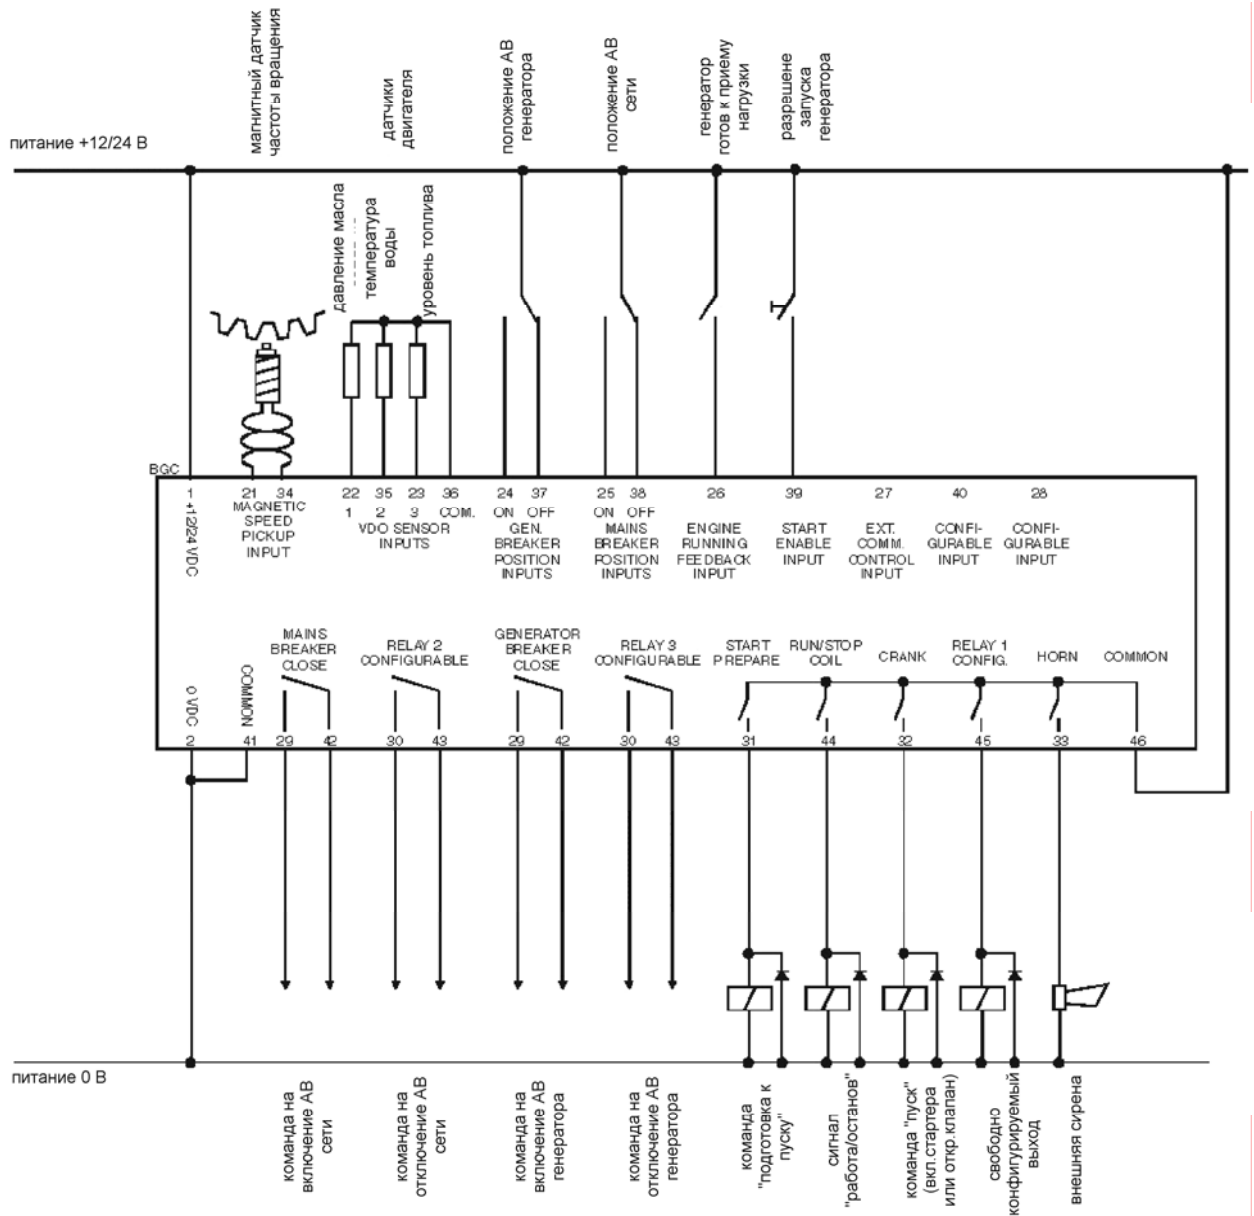 магнитный датчик
частоты вращения
датчики
двигателя
положение АВ
генератора
положение АВ
сети
генератор
готов к приему
нагрузки
разрешене
запуска
генератора
питание +12/24 В
давление масла
температура
воды
уровень топлива
BGC
1
+12/24 VDC
21 34
MAGNETIC
SPEED
PICKUP
INPUT
22 35 23 36
1 2 3 COM.
VDO SENSOR
INPUTS
24 37
ON OFF
GEN.
BREAKER
POSITION
INPUTS
25 38
ON OFF
MAINS
BREAKER
POSITION
INPUTS
26
ENGINE
RUNNING
FEEDBACK
INPUT
39
START
ENABLE
INPUT
27
EXT.
COMM.
CONTROL
INPUT
40
CONFI-
GURABLE
INPUT
28
CONFI-
GURABLE
INPUT
0 VDC
COMMON
MAINS
BREAKER
CLOSE
RELAY 2
CONFIGURABLE
GENERATOR
BREAKER
CLOSE
RELAY 3
CONFIGURABLE
START
PREPARE
RUN/STOP
COIL
CRANK
RELAY 1
CONFIG.
HORN
COMMON
2 41 29 42 30 43 29 42 30 43 31 44 32 45 33 46
питание 0 В
команда на
включение АВ
сети
команда на
отключение АВ
сети
команда на
включение АВ
генератора
команда на
отключение АВ
генератора
команда
"подготовка к
пуску"
сигнал
"работа/останов"
команда "пуск"
(вкл.стартера
или откр.клапан)
свободно
конфигурируемый
выход
внешняя сирена